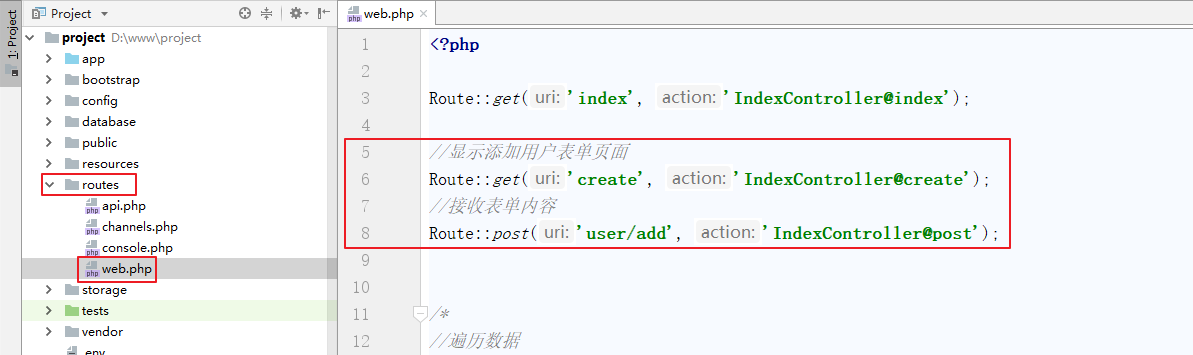 1: Project
Project
project D:\www\project
app
bootstrap
config
database
public
resources
routes
api.php
channels.php
console.php
web.php
storage
tests
vendor
.env
web.php
1 <?php
2
3 Route::get( uri: 'index', action: 'IndexController@index');
4
5 //显示添加用户表单页面
6 Route::get( uri: 'create', action: 'IndexController@create');
7 //接收表单内容
8 Route::post( uri: 'user/add', action: 'IndexController@post');
9
10
11 /*
12 //遍历数据